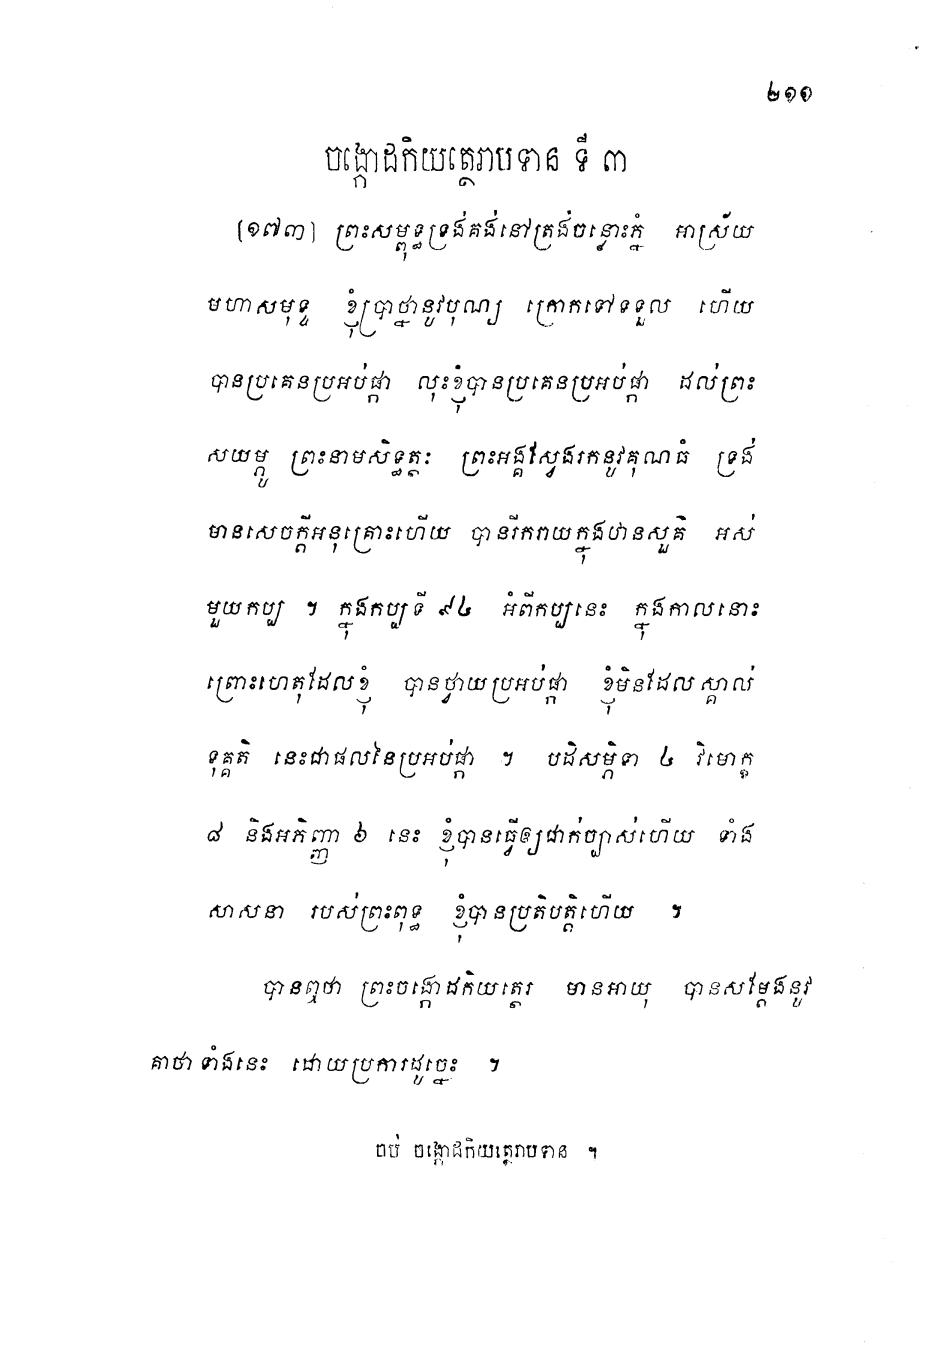 ២១១
ចង្កោដកិយត្ថេរាបទាន ទី ៣
[១៧៣] ព្រះសម្ពុទ្ធទ្រង់គង់នៅត្រង់ចន្លោះភ្នំ អាស្រ័យ
មហាសមុទ្ទ ខ្ញុំប្រាថ្នានូវបុណ្យ ក្រោកទៅទទួល ហើយ
បានប្រគេនប្រអប់ផ្កា លុះខ្ញុំបានប្រគេនប្រអប់ផ្កា ដល់ព្រះ
សយម្ភូ ព្រះនាមសិទ្ធត្ថៈ ព្រះអង្គស្វែងរកនូវគុណធំ ទ្រង់
មានសេចក្តីអនុគ្រោះហើយ បានរីករាយក្នុងឋានសួគ៌ អស់
មួយកប្ប ។ ក្នុងកប្បទី ៩៤ អំពីកប្បនេះ ក្នុងកាលនោះ
ព្រោះហេតុដែលខ្ញុំ បានថ្វាយប្រអប់ផ្កា ខ្ញុំមិនដែលស្គាល់
ទុគ្គតិ នេះជាផលនៃប្រអប់ផ្កា ។ បដិសម្ភិទា ៤ វិមោក្ខ
៨ និងអភិញ្ញា ៦ នេះ ខ្ញុំបានធ្វើឲ្យជាក់ច្បាស់ហើយ ទាំង
សាសនា របស់ព្រះពុទ្ធ ខ្ញុំបានប្រតិបត្តិហើយ ។
បានឮថា ព្រះចង្កោដកិយត្ថេរ មានអាយុ បានសម្តែងនូវ
គាថាទាំងនេះ ដោយប្រការដូច្នេះ ។
ចប់ ចង្កោដកិយត្ថេរាបទាន ។